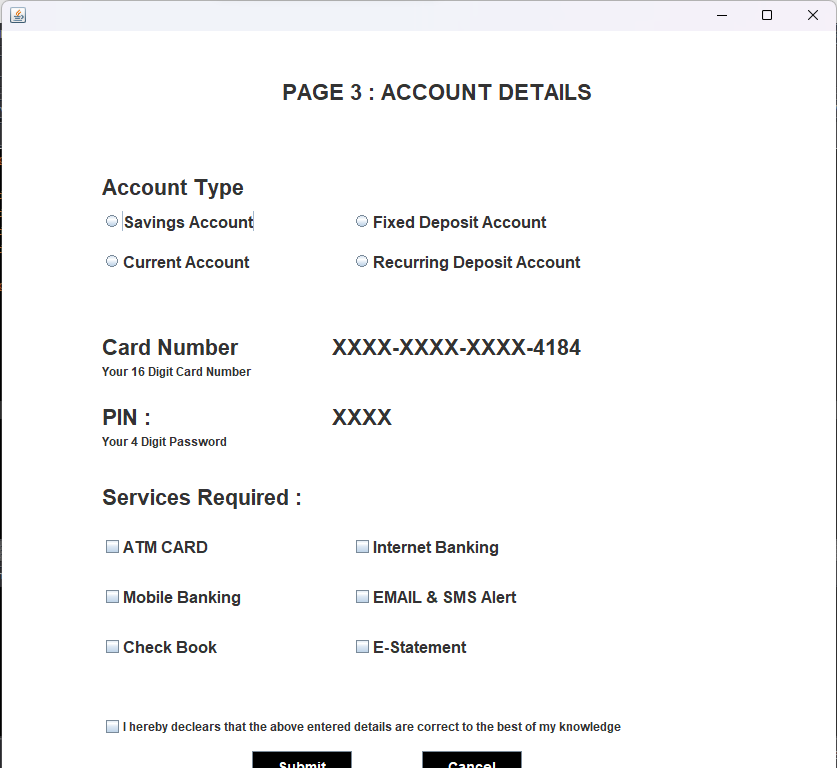 PAGE 3 : ACCOUNT DETAILS
Account Type
Savings Account Fixed Deposit Account
Current Account Recurring Deposit Account
Card Number XXXX-XXXX-XXXX-4184
Your 16 Digit Card Number
PIN : XXXX
Your 4 Digit Password
Services Required :
ATM CARD Internet Banking
Mobile Banking EMAIL & SMS Alert
Check Book E-Statement
I hereby declears that the above entered details are correct to the best of my knowledge
Submit Cancel